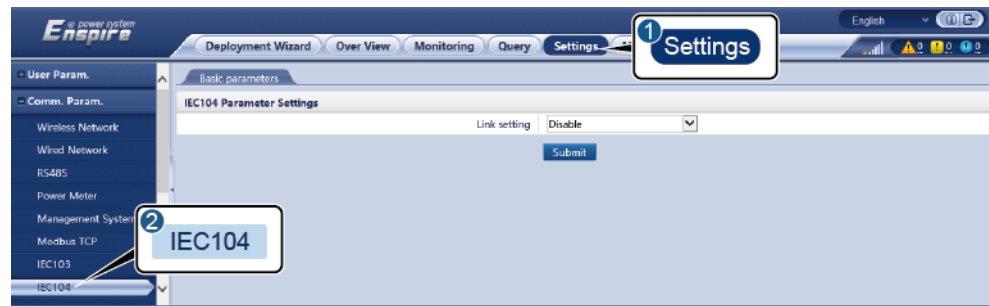 Enspire
e power system
English
Deployment Wizard Over View Monitoring Query Settings
1 Settings
User Param.
Basic parameters
Comm. Param.
IEC104 Parameter Settings
Wireless Network
Link setting Disable
Wired Network
Submit
RS485
Power Meter
Management System
2 IEC104
Modbus TCP
IEC103
IEC104